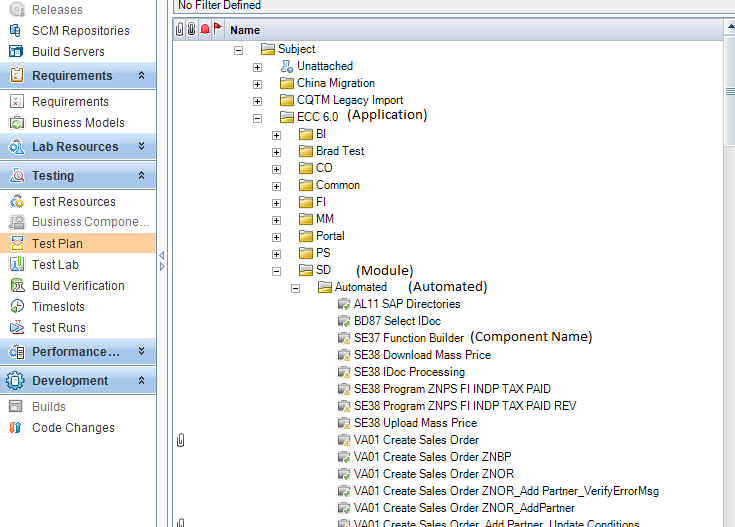 Releases
SCM Repositories
Build Servers
Requirements
Requirements
Business Models
Lab Resources
Testing
Test Resources
Business Compone...
Test Plan
Test Lab
Build Verification
Timeslots
Test Runs
Performance...
Development
Builds
Code Changes
No Filter Defined
Name
Subject
Unattached
China Migration
CQTM Legacy Import
ECC 6.0 (Application)
BI
Brad Test
CO
Common
FI
MM
Portal
PS
SD (Module)
Automated (Automated)
AL11 SAP Directories
BD87 Select IDoc
SE37 Function Builder (Component Name)
SE38 Download Mass Price
SE38 IDoc Processing
SE38 Program ZNPS FI INDP TAX PAID
SE38 Program ZNPS FI INDP TAX PAID REV
SE38 Upload Mass Price
VA01 Create Sales Order
VA01 Create Sales Order ZNBP
VA01 Create Sales Order ZNOR
VA01 Create Sales Order ZNOR_Add Partner_VerifyErrorMsg
VA01 Create Sales Order ZNOR_AddPartner
VA01 Create Sales Order_Add Partner_Update Conditions